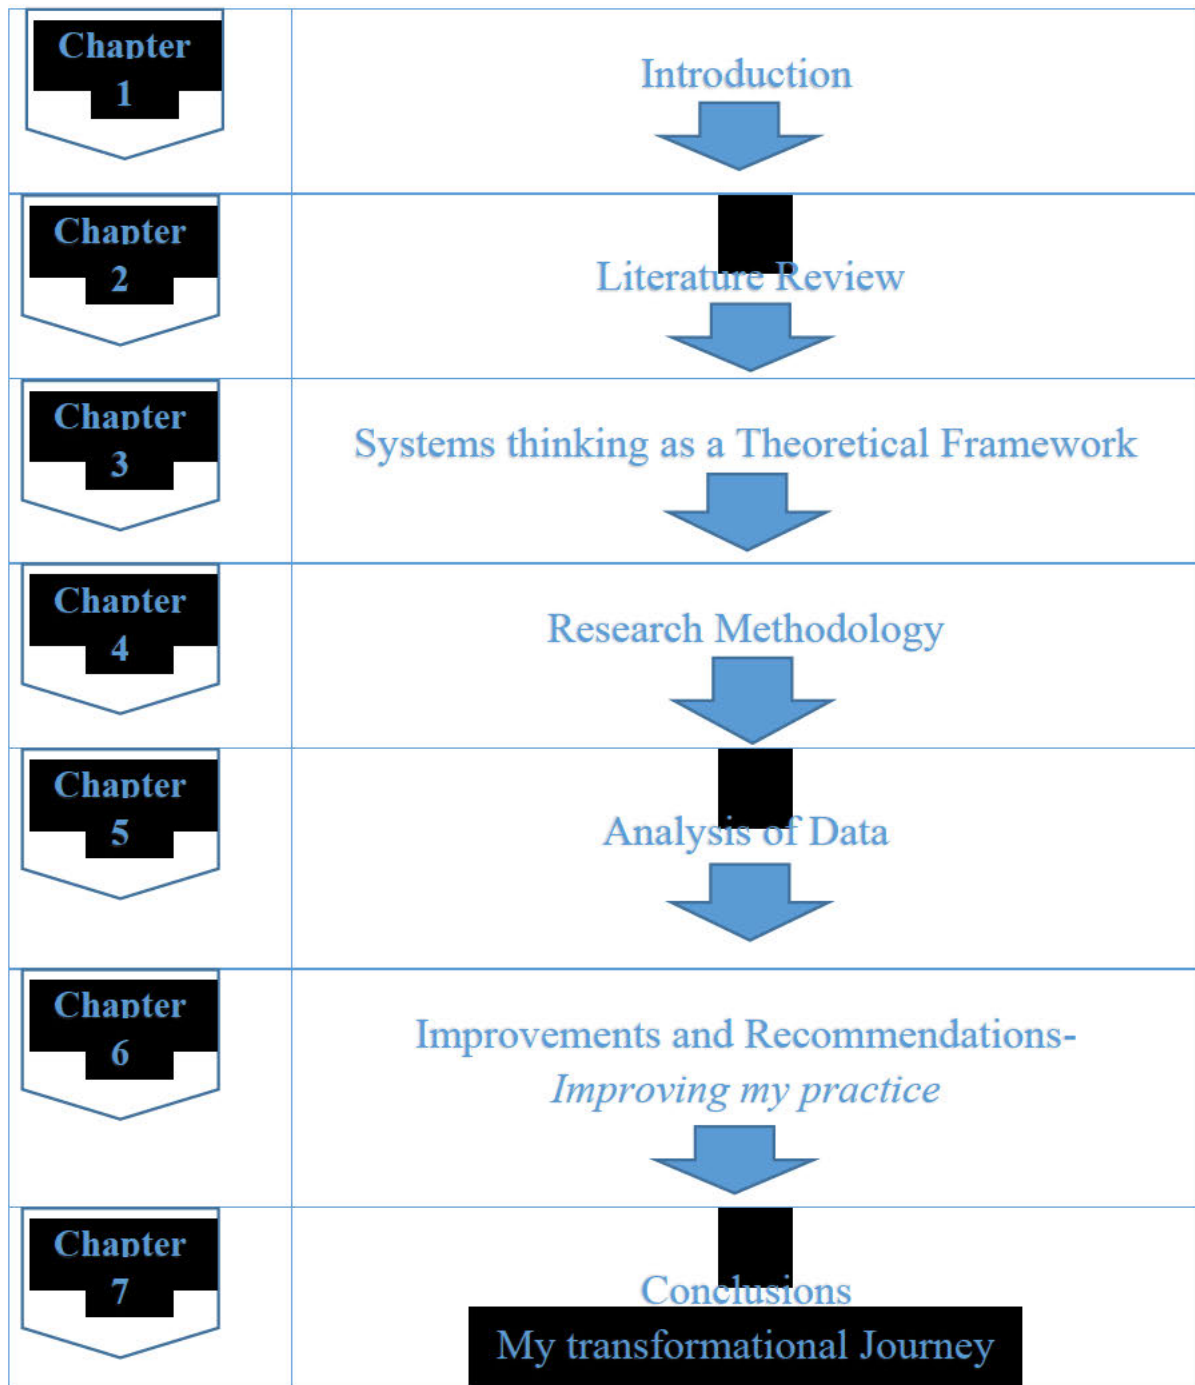 Chapter
1
Introduction
Chapter
2
Literature Review
Chapter
3
Systems thinking as a Theoretical Framework
Chapter
4
Research Methodology
Chapter
5
Analysis of Data
Chapter
6
Improvements and Recommendations-
Improving my practice
Chapter
7
Conclusions
My transformational Journey